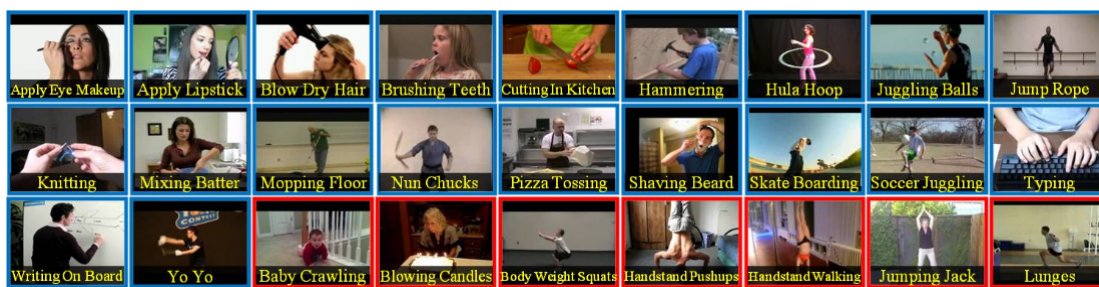 Apply Eye Makeup
Apply Lipstick
Blow Dry Hair
Brushing Teeth
Cutting In Kitchen
Hammering
Hula Hoop
Juggling Balls
Jump Rope
Knitting
Mixing Batter
Mopping Floor
Nun Chucks
Pizza Tossing
Shaving Beard
Skate Boarding
Soccer Juggling
Typing
CONTEST
Writing On Board
Yo Yo
Baby Crawling
Blowing Candles
Body Weight Squats
Handstand Pushups
Handstand Walking
Jumping Jack
Lunges